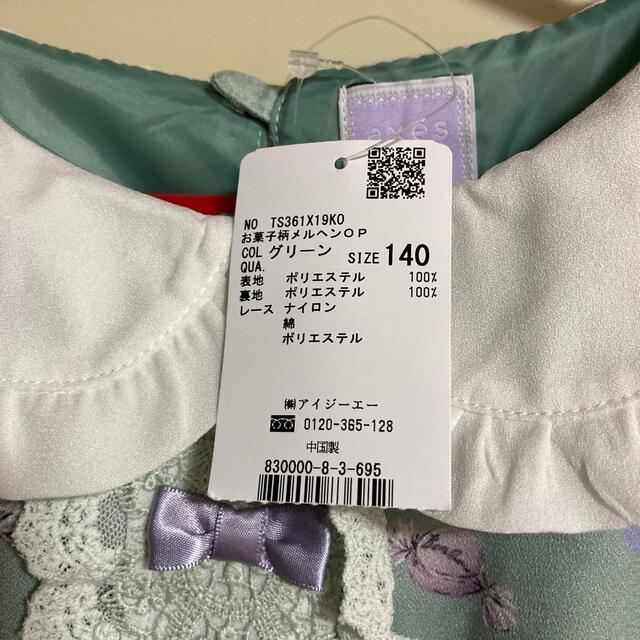 axes
NO TS361X19KO
お菓子柄メルヘンOP
COL グリーン SIZE 140
QUA.
表地 ポリエステル 100%
裏地 ポリエステル 100%
レース ナイロン
綿
ポリエステル
㈱アイジーエー
0120-365-128
中国製
830000-8-3-695